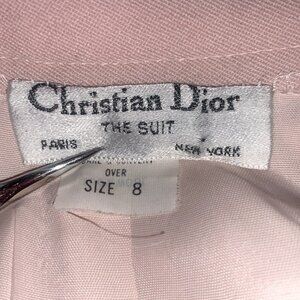 Christian Dior
THE SUIT
PARIS NEW YORK
OVER
SIZE 8